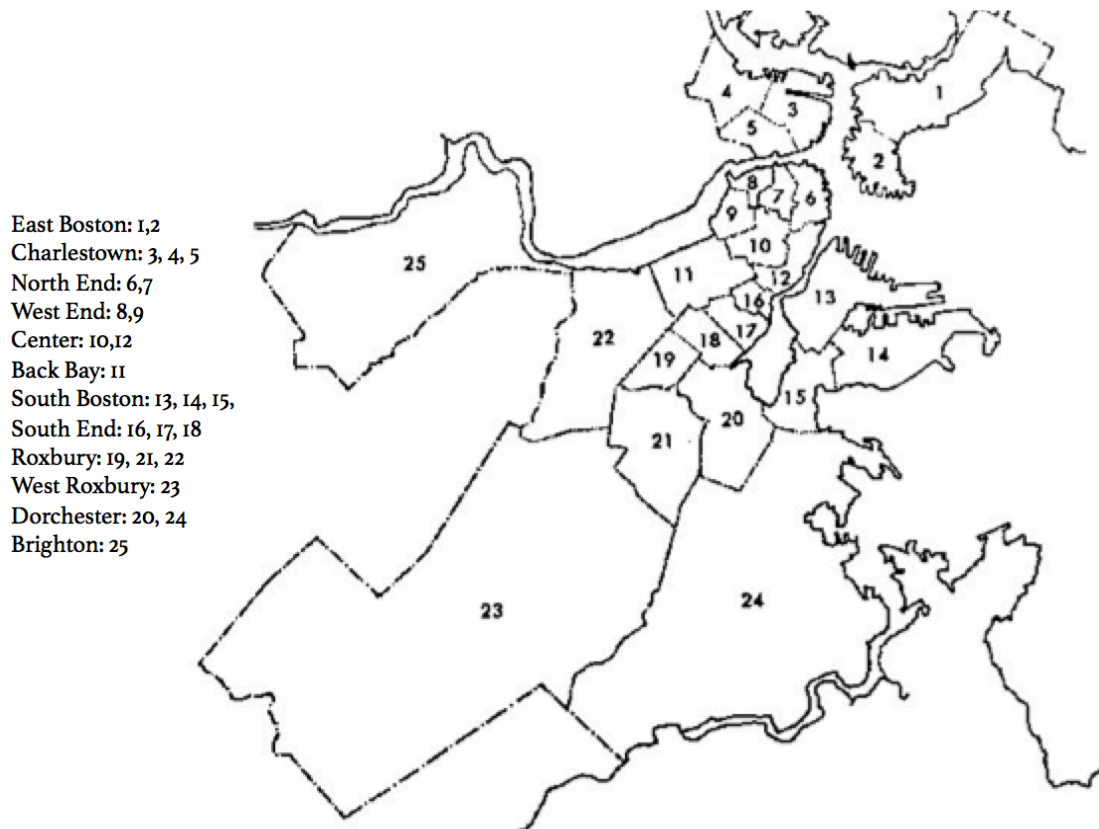 East Boston: 1,2
Charlestown: 3, 4, 5
North End: 6,7
West End: 8,9
Center: 10,12
Back Bay: 11
South Boston: 13, 14, 15,
South End: 16, 17, 18
Roxbury: 19, 21, 22
West Roxbury: 23
Dorchester: 20, 24
Brighton: 25
1
4
3
5
2
8
7
6
9
10
25
11
12
16
13
22
17
18
14
19
15
20
21
23
24